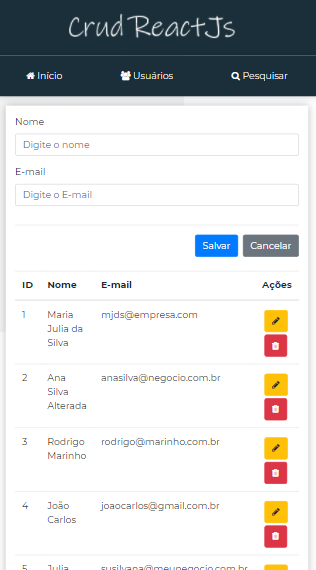 Crud ReactJs
Início Usuários Pesquisar
Nome
Digite o nome
E-mail
Digite o E-mail
Salvar Cancelar
ID Nome E-mail Ações
1 Maria mjds@empresa.com
Julia da
Silva
2 Ana anasilva@negocio.com.br
Silva
Alterada
3 Rodrigo rodrigo@marinho.com.br
Marinho
4 João joaocarlos@gmail.com.br
Carlos
5 Julia susilvana@meunegocio.com.br